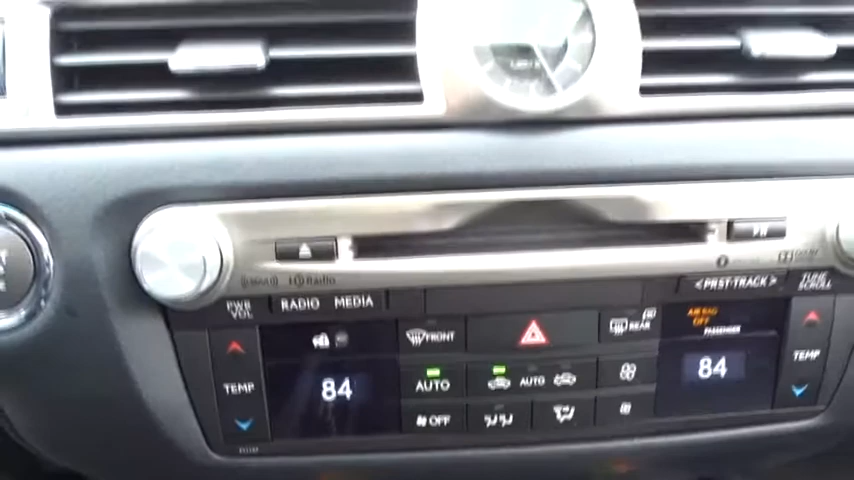 HD Radio
PWR
VOL
RADIO MEDIA
<PRST·TRACK>
TUNE
SCROLL
FRONT
REAR
AIR BAG
OFF
PASSENGER
TEMP
84
AUTO
AUTO
84
TEMP
OFF